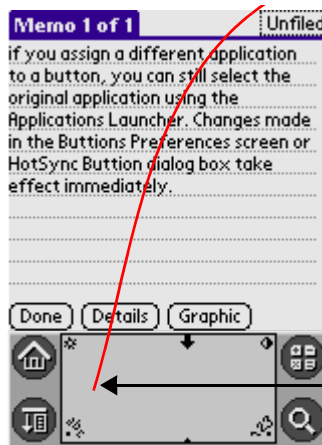 Memo 1 of 1 Unfiled
if you assign a different application
to a button, you can still select the
original application using the
Applications Launcher. Changes made
in the Buttions Preferences screen or
HotSync Button dialog box take
effect immediately.
Done Details Graphic